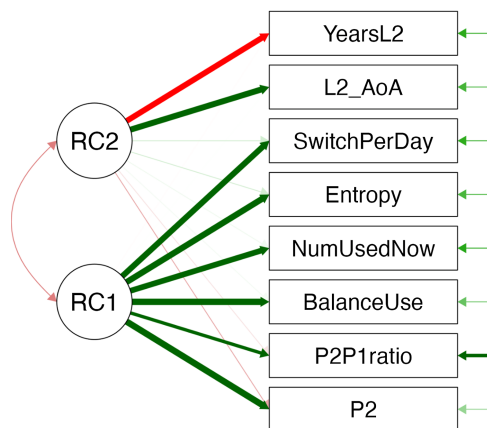 YearsL2
L2_AoA
RC2
SwitchPerDay
Entropy
NumUsedNow
RC1
BalanceUse
P2P1ratio
P2